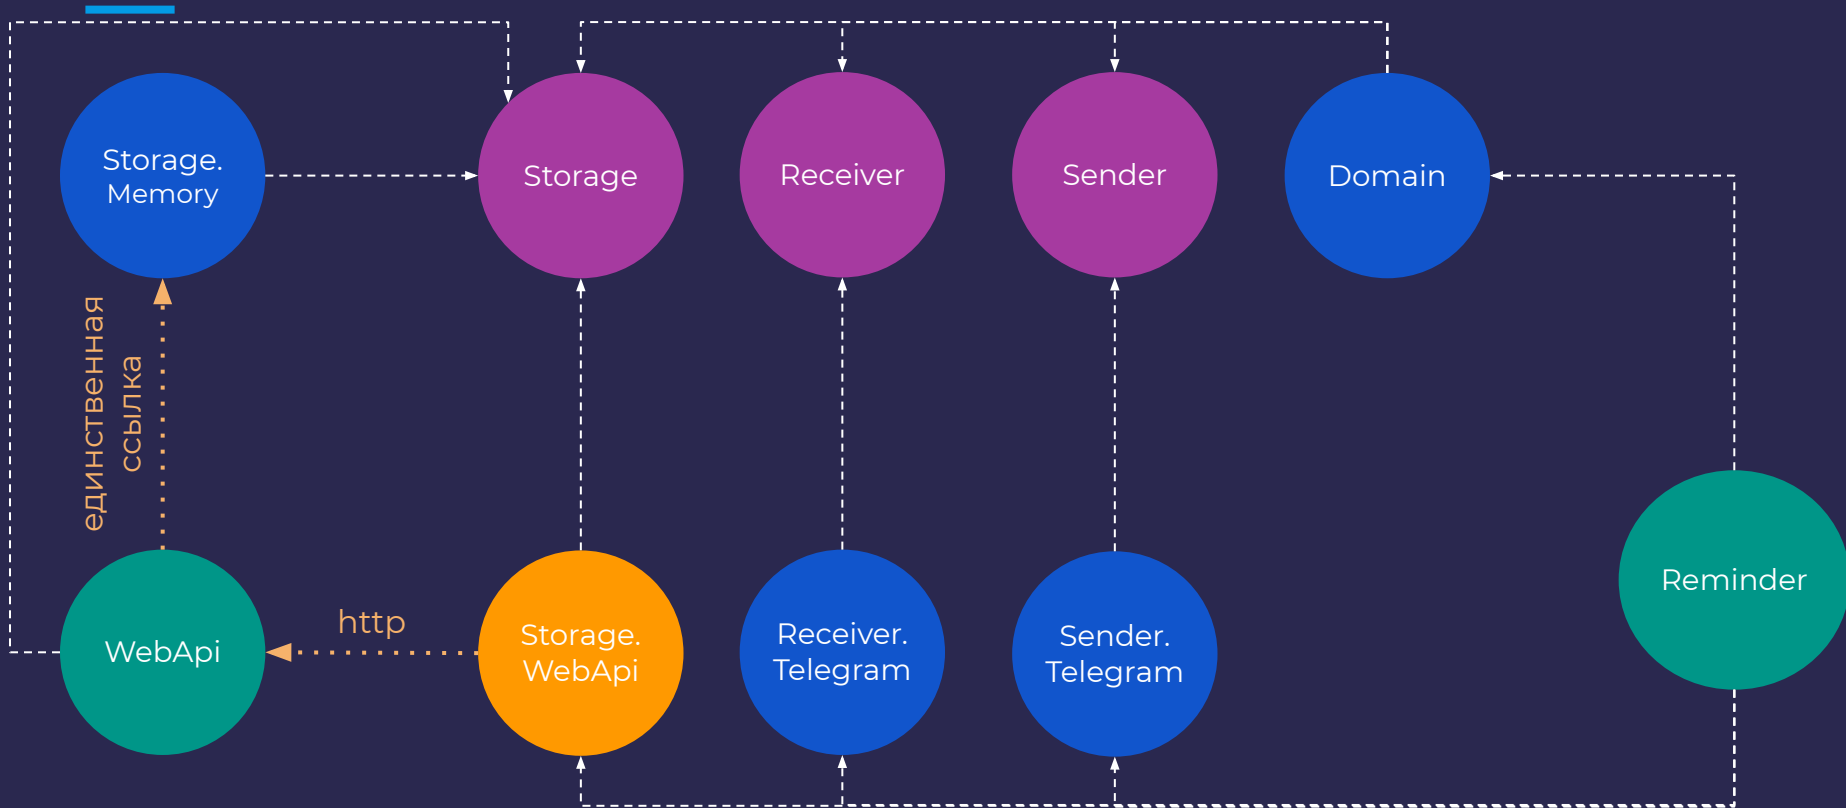 Storage.
Memory
Storage
Receiver
Sender
Domain
единственная
ссылка
http
WebApi
Storage.
WebApi
Receiver.
Telegram
Sender.
Telegram
Reminder